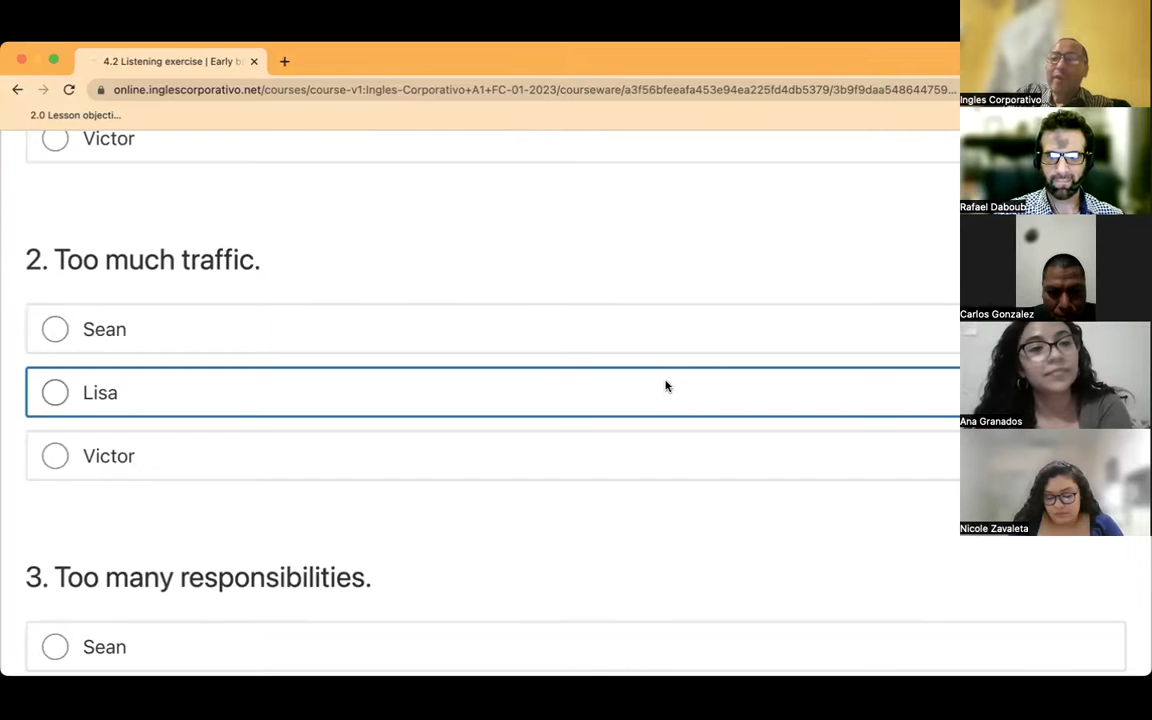 4.2 Listening exercise | Early b
online.inglescorporativo.net/courses/course-v1:Ingles-Corporativo+A1+FC-01-2023/courseware/a3f56bfeeafa453e94ea225fd4db5379/3b9f9daa548644759...
2.0 Lesson objecti...
Victor
2. Too much traffic.
Sean
Lisa
Victor
3. Too many responsibilities.
Sean
Ingles Corporativo
Rafael Daboub
Carlos Gonzalez
Ana Granados
Nicole Zavaleta